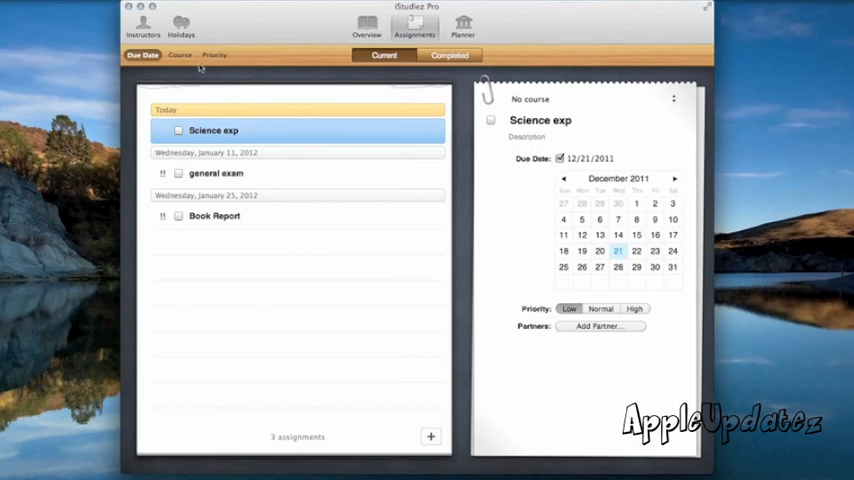 iStudiez Pro
Instructors
Holidays
Overview
Assignments
Planner
Due Date
Course
Priority
Current
Completed
Today
Science exp
Wednesday, January 11, 2012
!! general exam
Wednesday, January 25, 2012
!! Book Report
3 assignments
+
No course
Science exp
Description
Due Date: 12/21/2011
December 2011
Sun Mon Tue Wed Thu Fri Sat
27 28 29 30 1 2 3
4 5 6 7 8 9 10
11 12 13 14 15 16 17
18 19 20 21 22 23 24
25 26 27 28 29 30 31
Priority: Low Normal High
Partners: Add Partner...
AppleUpdatez